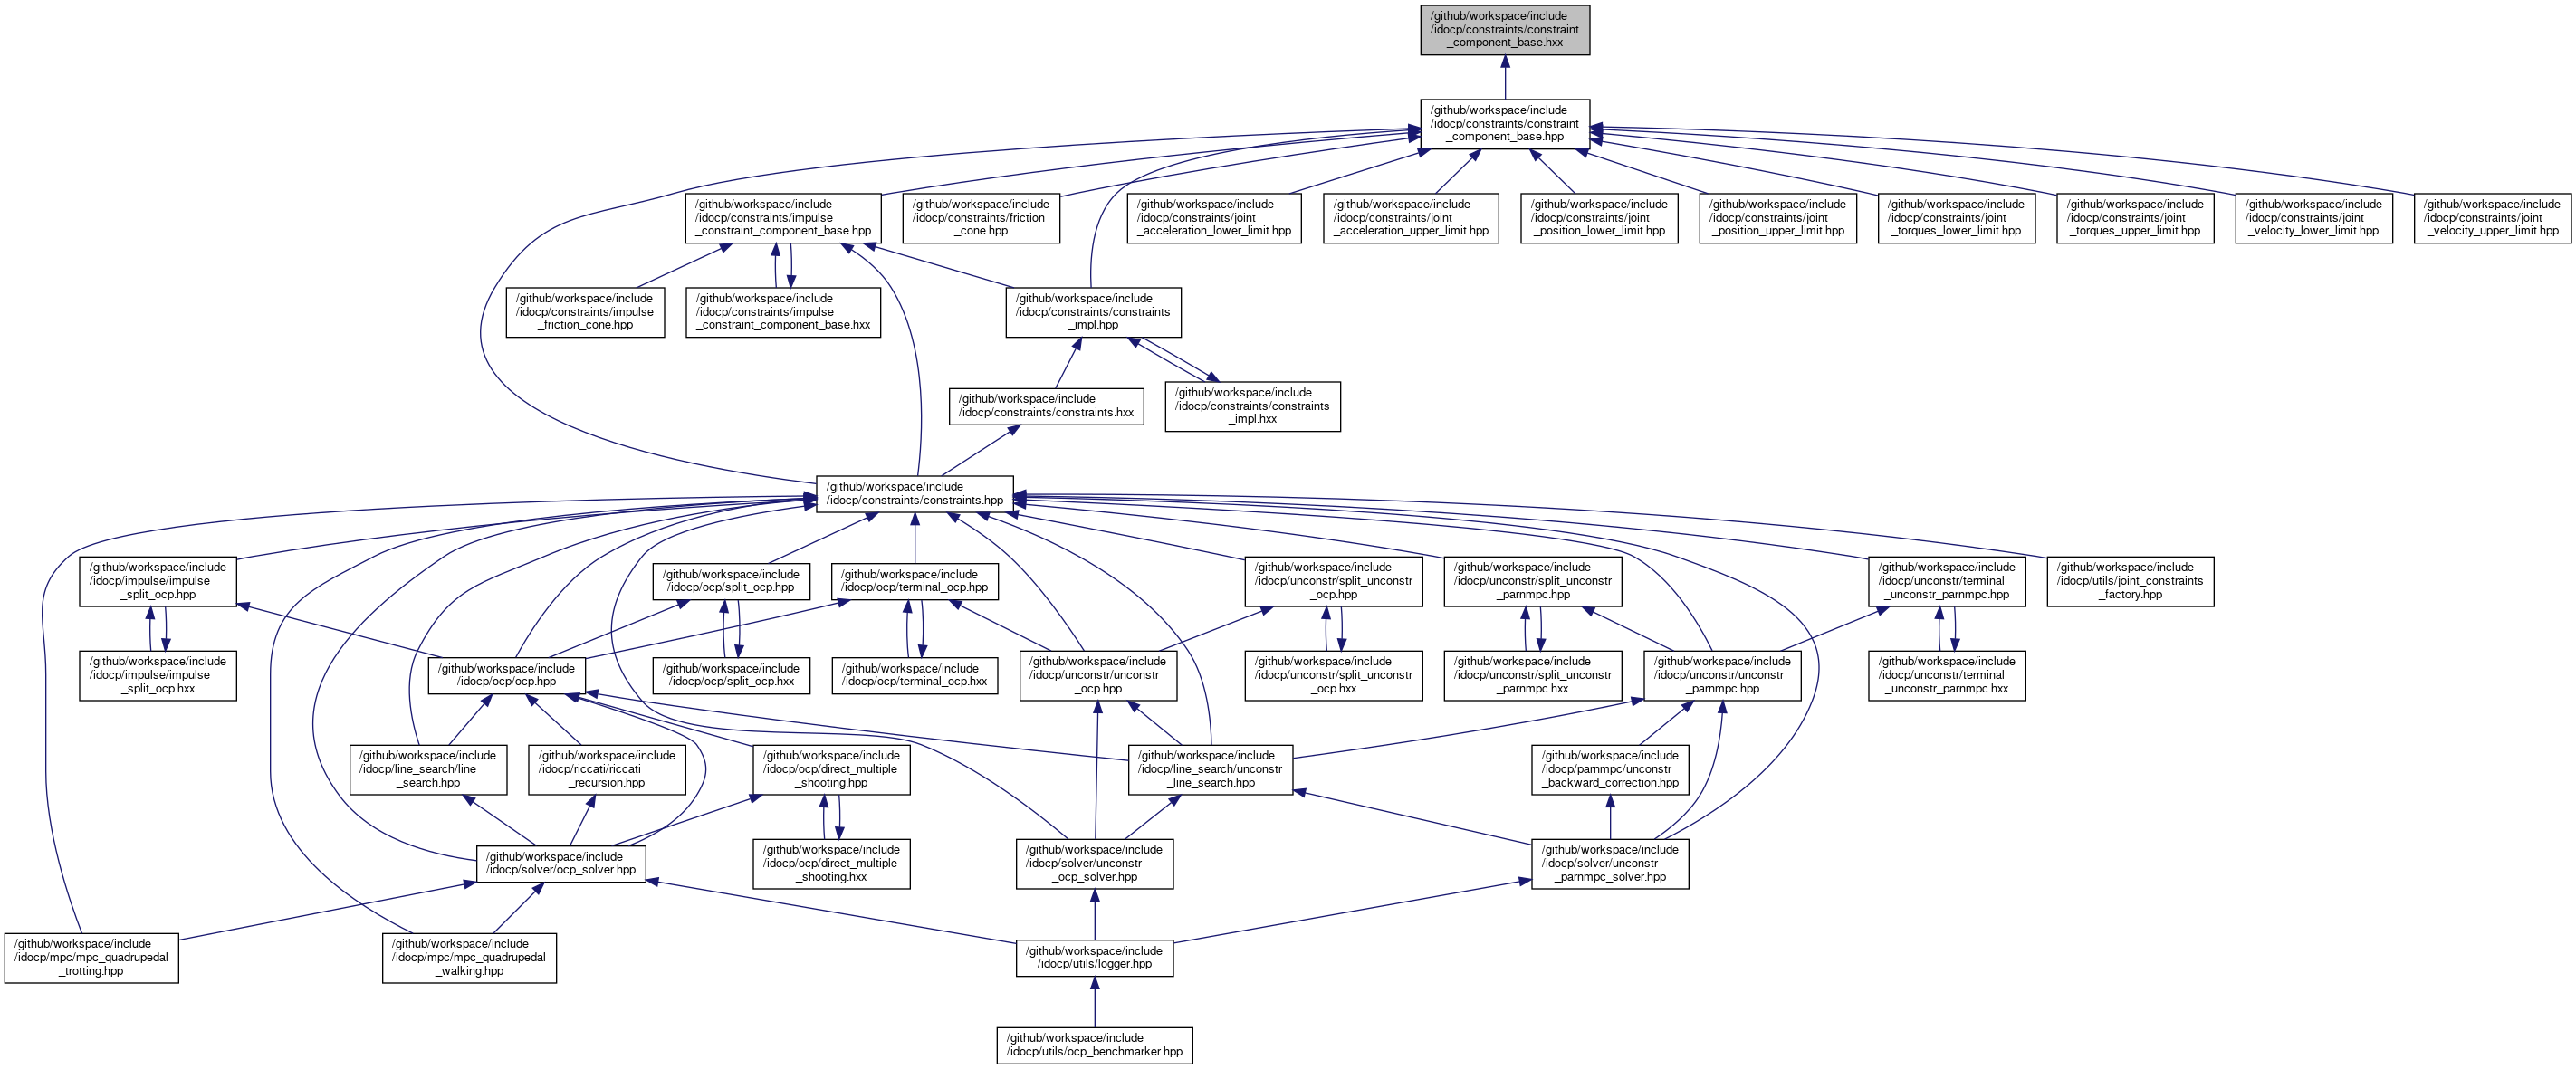 /github/workspace/include
/idocp/constraints/constraint
_component_base.hxx
/github/workspace/include
/idocp/constraints/constraint
_component_base.hpp
/github/workspace/include
/idocp/constraints/impulse
_constraint_component_base.hpp
/github/workspace/include
/idocp/constraints/friction
_cone.hpp
/github/workspace/include
/idocp/constraints/joint
_acceleration_lower_limit.hpp
/github/workspace/include
/idocp/constraints/joint
_acceleration_upper_limit.hpp
/github/workspace/include
/idocp/constraints/joint
_position_lower_limit.hpp
/github/workspace/include
/idocp/constraints/joint
_position_upper_limit.hpp
/github/workspace/include
/idocp/constraints/joint
_torques_lower_limit.hpp
/github/workspace/include
/idocp/constraints/joint
_torques_upper_limit.hpp
/github/workspace/include
/idocp/constraints/joint
_velocity_lower_limit.hpp
/github/workspace/include
/idocp/constraints/joint
_velocity_upper_limit.hpp
/github/workspace/include
/idocp/constraints/impulse
_friction_cone.hpp
/github/workspace/include
/idocp/constraints/impulse
_constraint_component_base.hxx
/github/workspace/include
/idocp/constraints/constraints
_impl.hpp
/github/workspace/include
/idocp/constraints/constraints.hxx
/github/workspace/include
/idocp/constraints/constraints
_impl.hxx
/github/workspace/include
/idocp/constraints/constraints.hpp
/github/workspace/include
/idocp/impulse/impulse
_split_ocp.hpp
/github/workspace/include
/idocp/ocp/split_ocp.hpp
/github/workspace/include
/idocp/ocp/terminal_ocp.hpp
/github/workspace/include
/idocp/unconstr/split_unconstr
_ocp.hpp
/github/workspace/include
/idocp/unconstr/split_unconstr
_parnmpc.hpp
/github/workspace/include
/idocp/unconstr/terminal
_unconstr_parnmpc.hpp
/github/workspace/include
/idocp/utils/joint_constraints
_factory.hpp
/github/workspace/include
/idocp/impulse/impulse
_split_ocp.hxx
/github/workspace/include
/idocp/ocp/ocp.hpp
/github/workspace/include
/idocp/ocp/split_ocp.hxx
/github/workspace/include
/idocp/ocp/terminal_ocp.hxx
/github/workspace/include
/idocp/unconstr/unconstr
_ocp.hpp
/github/workspace/include
/idocp/unconstr/split_unconstr
_ocp.hxx
/github/workspace/include
/idocp/unconstr/split_unconstr
_parnmpc.hxx
/github/workspace/include
/idocp/unconstr/unconstr
_parnmpc.hpp
/github/workspace/include
/idocp/unconstr/terminal
_unconstr_parnmpc.hxx
/github/workspace/include
/idocp/line_search/line
_search.hpp
/github/workspace/include
/idocp/riccati/riccati
_recursion.hpp
/github/workspace/include
/idocp/ocp/direct_multiple
_shooting.hpp
/github/workspace/include
/idocp/line_search/unconstr
_line_search.hpp
/github/workspace/include
/idocp/parnmpc/unconstr
_backward_correction.hpp
/github/workspace/include
/idocp/solver/ocp_solver.hpp
/github/workspace/include
/idocp/ocp/direct_multiple
_shooting.hxx
/github/workspace/include
/idocp/solver/unconstr
_ocp_solver.hpp
/github/workspace/include
/idocp/solver/unconstr
_parnmpc_solver.hpp
/github/workspace/include
/idocp/mpc/mpc_quadrupedal
_trotting.hpp
/github/workspace/include
/idocp/mpc/mpc_quadrupedal
_walking.hpp
/github/workspace/include
/idocp/utils/logger.hpp
/github/workspace/include
/idocp/utils/ocp_benchmarker.hpp